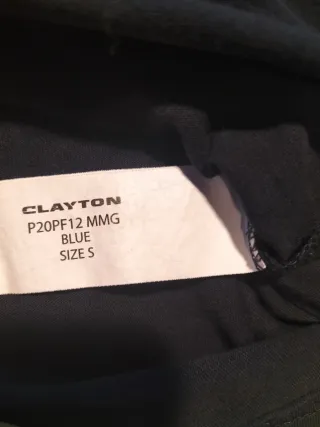 CLAYTON
P20PF12 MMG
BLUE
SIZE S